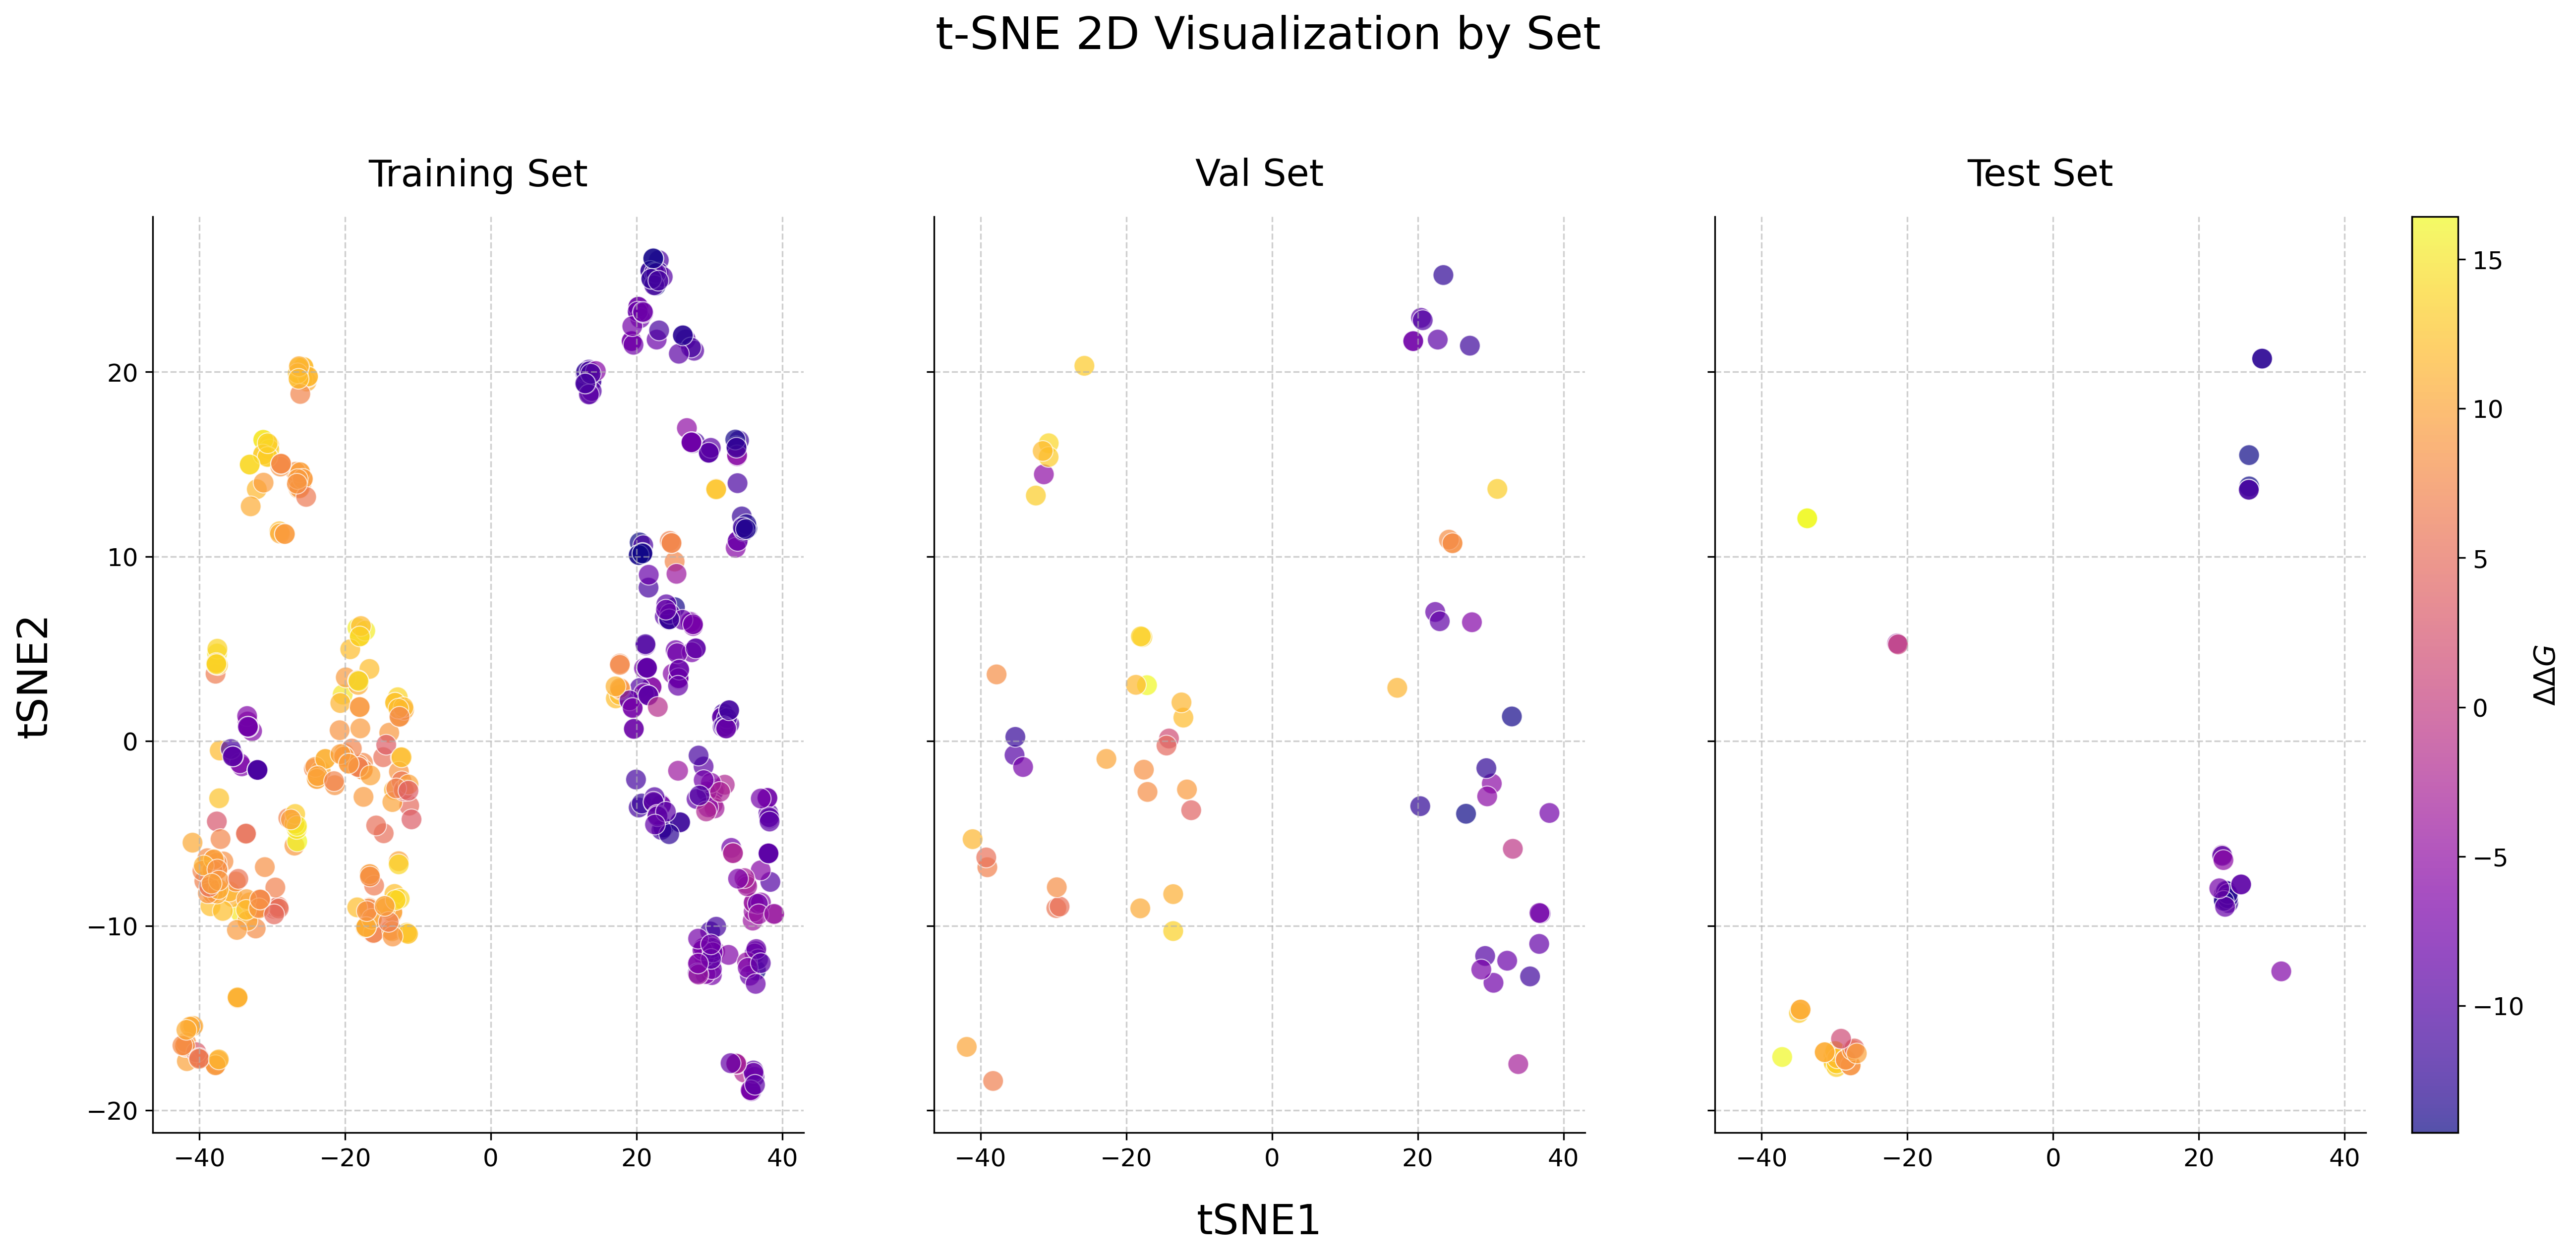 t-SNE 2D Visualization by Set
Training Set
Val Set
Test Set
tSNE2
20
10
0
−10
−20
−40 −20 0 20 40
−40 −20 0 20 40
−40 −20 0 20 40
tSNE1
15
10
5
0
−5
−10
ΔΔG